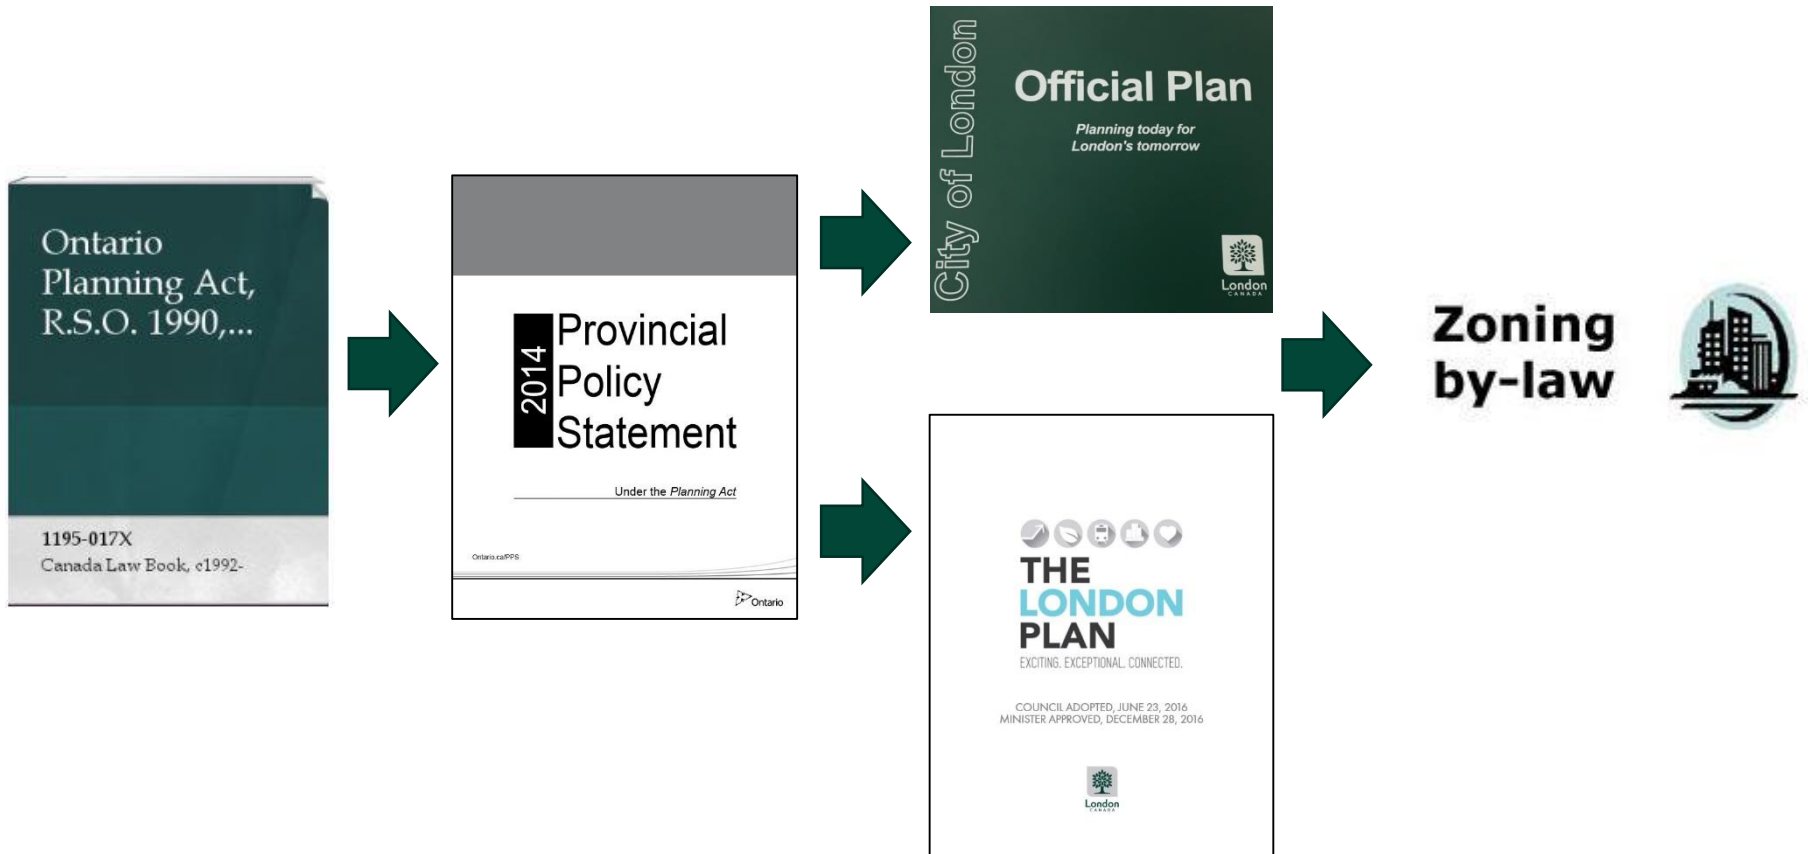 Ontario
Planning Act,
R.S.O. 1990,...
1195-017X
Canada Law Book, c1992-
2014
Provincial
Policy
Statement
Under the Planning Act
Ontario.ca/PPS
Ontario
City of London
Official Plan
Planning today for
London's tomorrow
London
CANADA
THE
LONDON
PLAN
EXCITING. EXCEPTIONAL. CONNECTED.
COUNCIL ADOPTED, JUNE 23, 2016
MINISTER APPROVED, DECEMBER 28, 2016
London
CANADA
Zoning
by-law